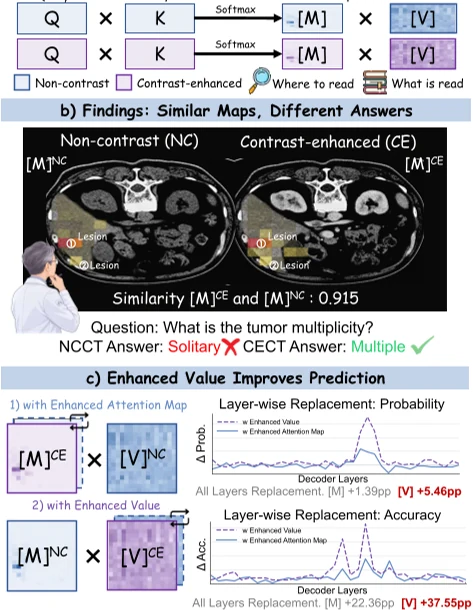 Q × K Softmax [M] × [V]
Q × K Softmax [M] × [V]
Non-contrast Contrast-enhanced Where to read What is read
b) Findings: Similar Maps, Different Answers
Non-contrast (NC) Contrast-enhanced (CE)
[M]NC [M]CE
① Lesion ① Lesion
② Lesion ② Lesion
Similarity [M]CE and [M]NC : 0.915
Question: What is the tumor multiplicity?
NCCT Answer: Solitary CECT Answer: Multiple
c) Enhanced Value Improves Prediction
1) with Enhanced Attention Map
[M]CE × [V]NC
2) with Enhanced Value
[M]NC × [V]CE
Layer-wise Replacement: Probability
w Enhanced Value
w Enhanced Attention Map
Δ Prob.
Decoder Layers
All Layers Replacement. [M] +1.39pp [V] +5.46pp
Layer-wise Replacement: Accuracy
w Enhanced Value
w Enhanced Attention Map
Δ Acc.
Decoder Layers
All Layers Replacement. [M] +22.36pp [V] +37.55pp